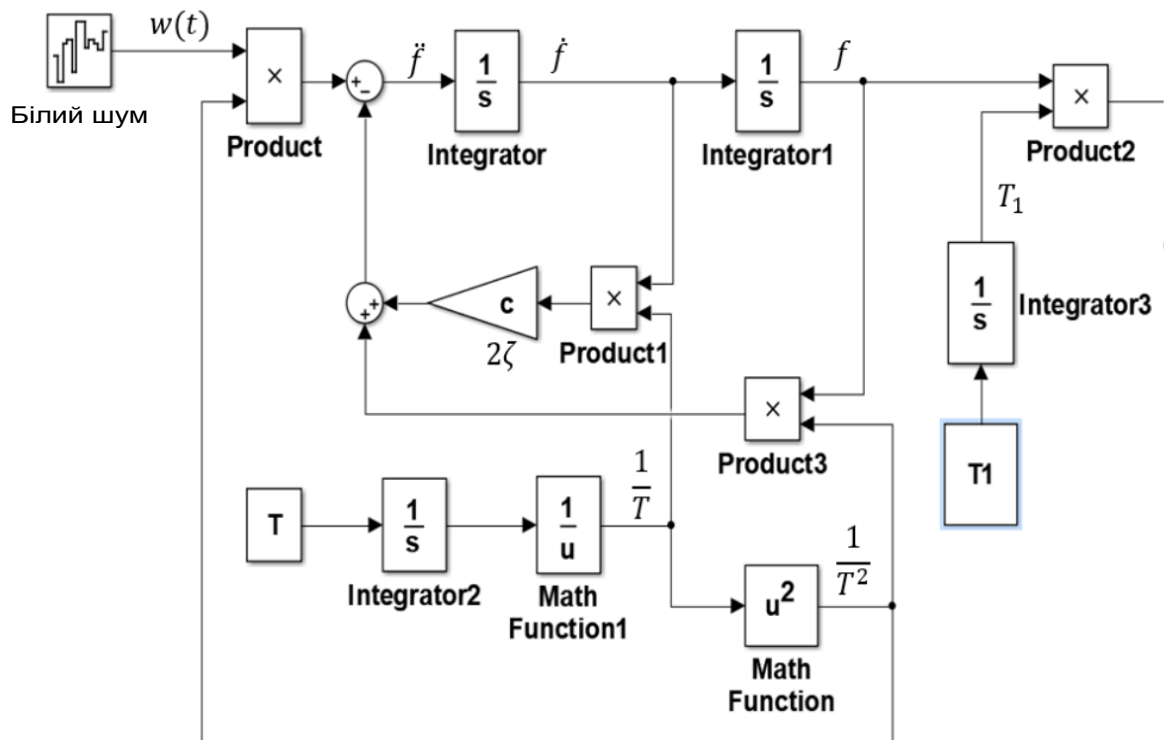 w(t)
Білий шум
×
Product
+
−
f̈
1
s
Integrator
ḟ
1
s
Integrator1
f
×
Product2
T₁
1
s
Integrator3
T1
+
+
c
2ζ
×
Product1
×
Product3
T
1
s
Integrator2
1
u
Math
Function1
1
T
u²
Math
Function
1
T²